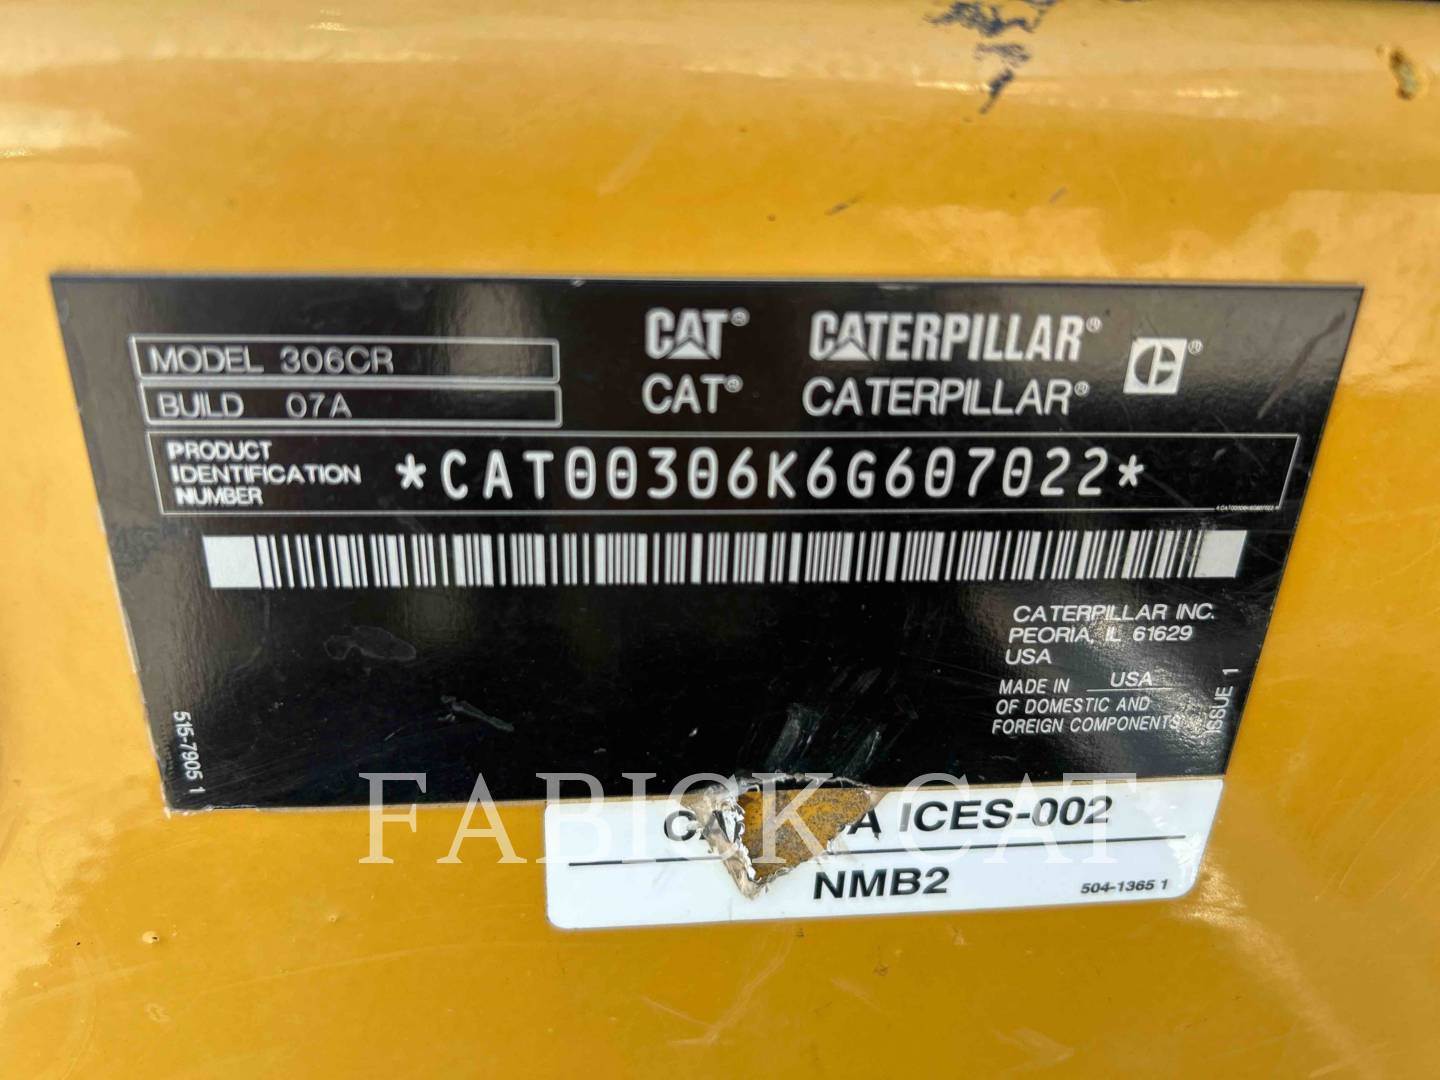 MODEL 306CR
BUILD 07A
CAT® CATERPILLAR® ®
CAT® CATERPILLAR®
PRODUCT
IDENTIFICATION
NUMBER
*CAT00306K6G607022*
CATERPILLAR INC.
PEORIA, IL 61629
USA
MADE IN USA
OF DOMESTIC AND
FOREIGN COMPONENTS
ISSUE 1
515-7905 1
FABICK CAT
ICES-002
NMB2
504-1365 1